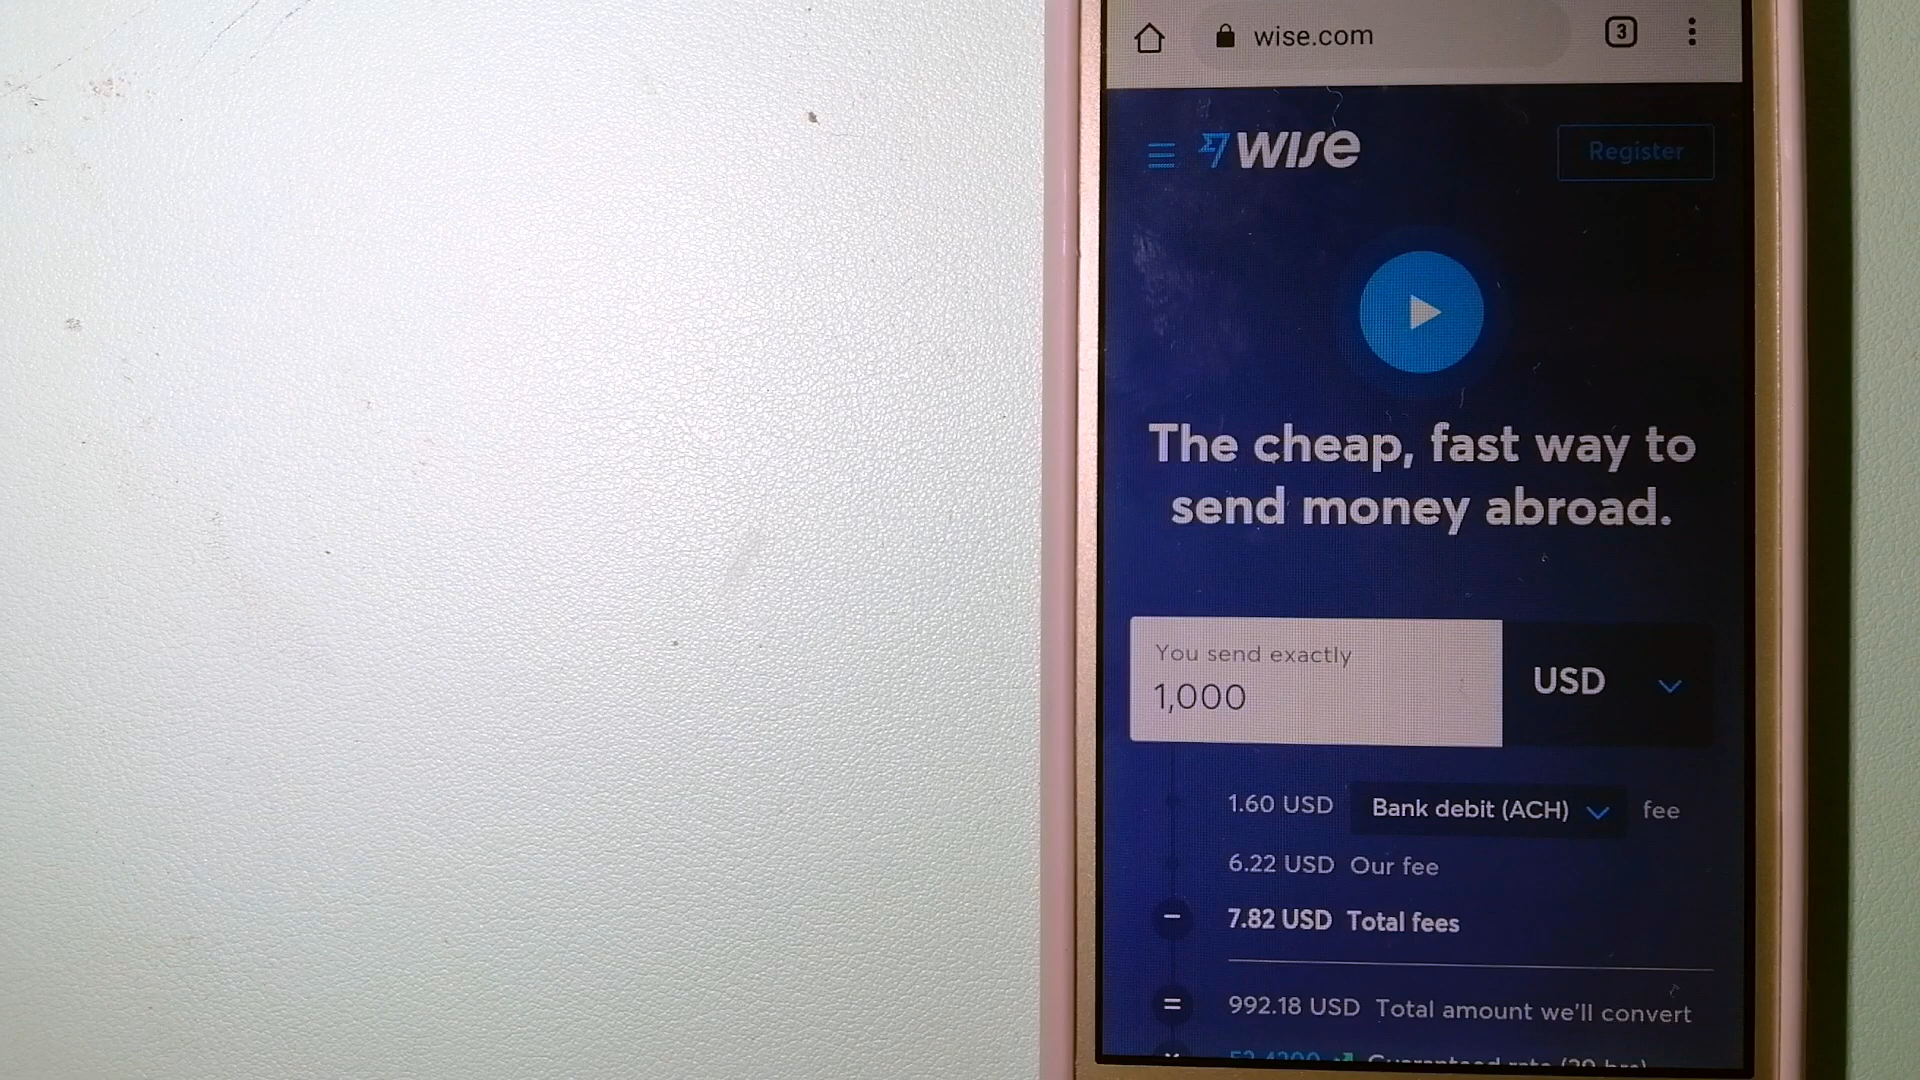 wise.com
3
wise
Register
The cheap, fast way to
send money abroad.
You send exactly
1,000
USD
1.60 USD Bank debit (ACH) fee
6.22 USD Our fee
7.82 USD Total fees
992.18 USD Total amount we'll convert
Guaranteed rate